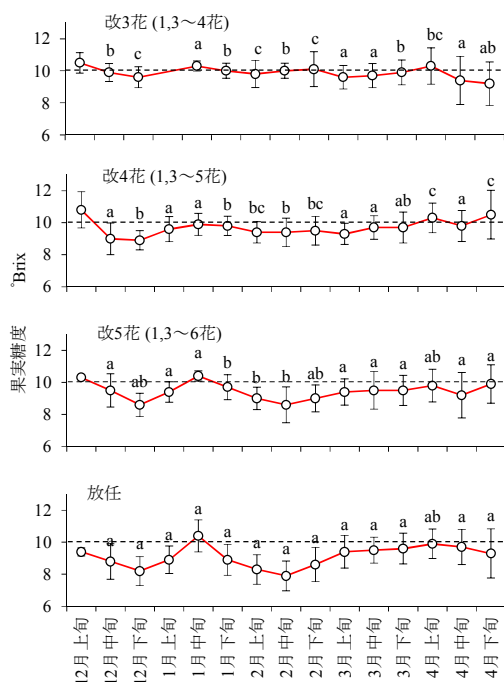 改3花 (1,3～4花)
12
10
8
6
b c a b c b c a a b bc a ab
改4花 (1,3～5花)
12
10
8
6
a b a a b bc b bc a a ab c a c
改5花 (1,3～6花)
12
10
8
6
a ab a a b b b ab a a a ab a a
放任
12
10
8
6
a a a a a a a a a a a ab a a
果実糖度 °Brix
12月 上旬
12月 中旬
12月 下旬
1月 上旬
1月 中旬
1月 下旬
2月 上旬
2月 中旬
2月 下旬
3月 上旬
3月 中旬
3月 下旬
4月 上旬
4月 中旬
4月 下旬